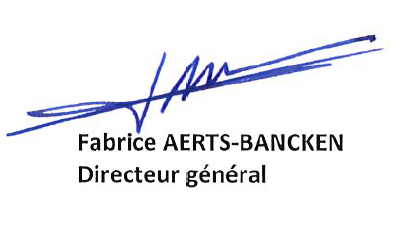 Fabrice AERTS-BANCKEN
Directeur général